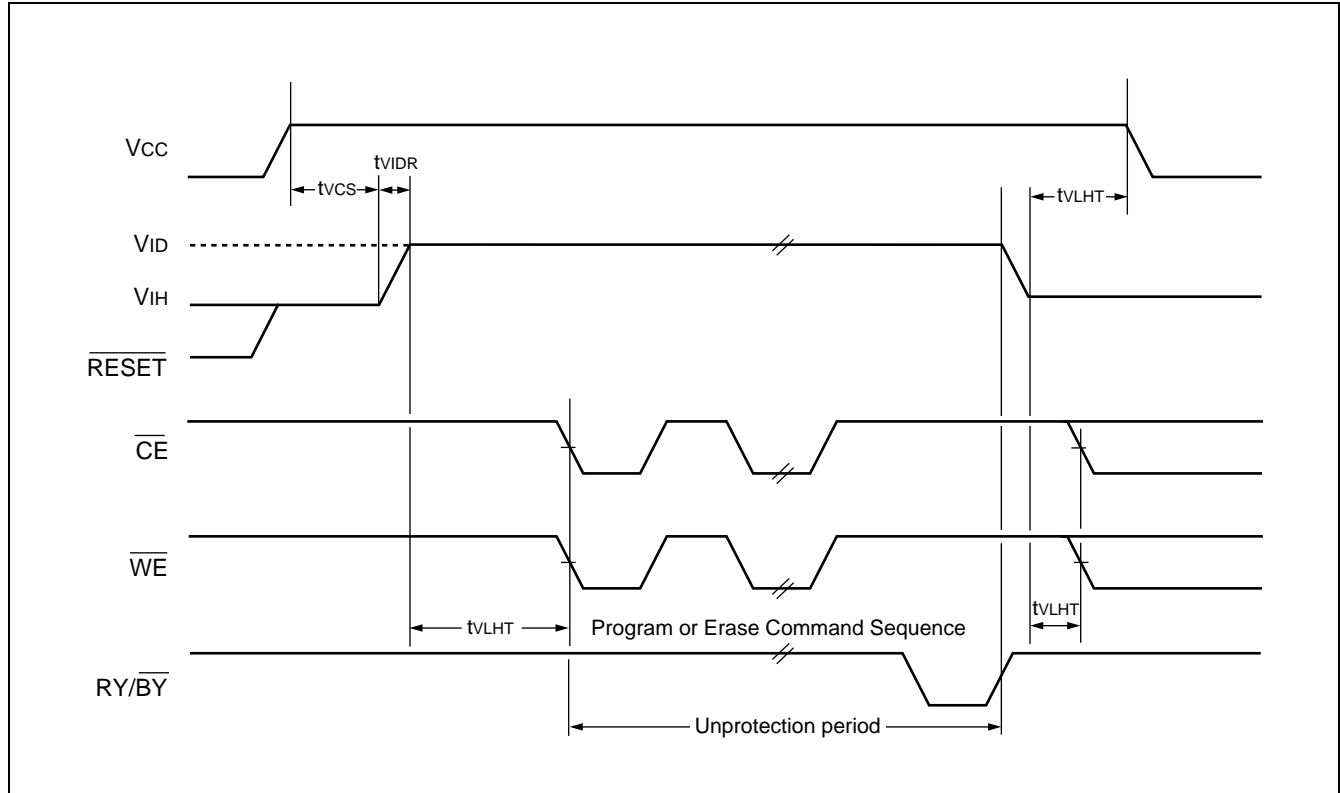 VCC
tVIDR
tVCS
tVLHT
VID
VIH
RESET
CE
WE
tVLHT
tVLHT
Program or Erase Command Sequence
RY/BY
Unprotection period